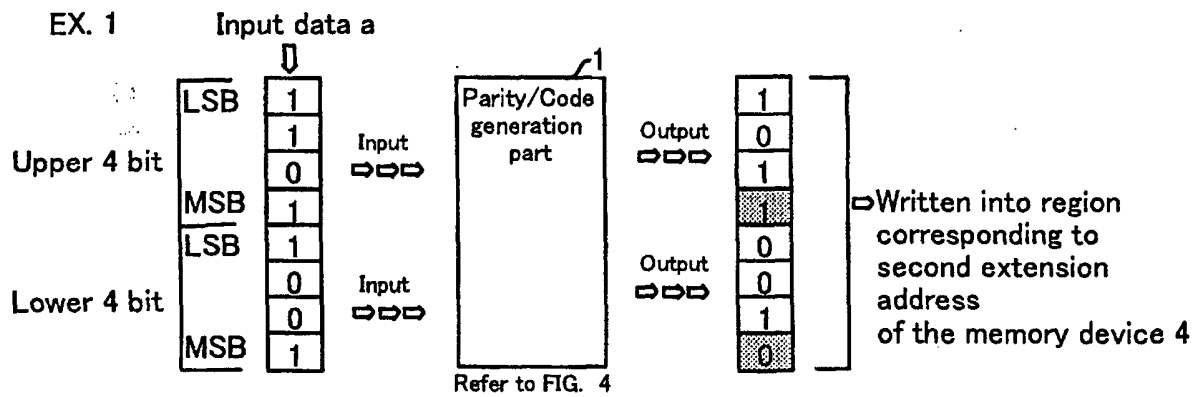 EX. 1 Input data a
1
LSB 1 Parity/Code 1
1 Input generation Output 0
Upper 4 bit 0 part 1
MSB 1 1 Written into region
LSB 1 0 corresponding to
0 Input Output 0 second extension
Lower 4 bit 0 1 address
MSB 1 0 of the memory device 4
Refer to FIG. 4